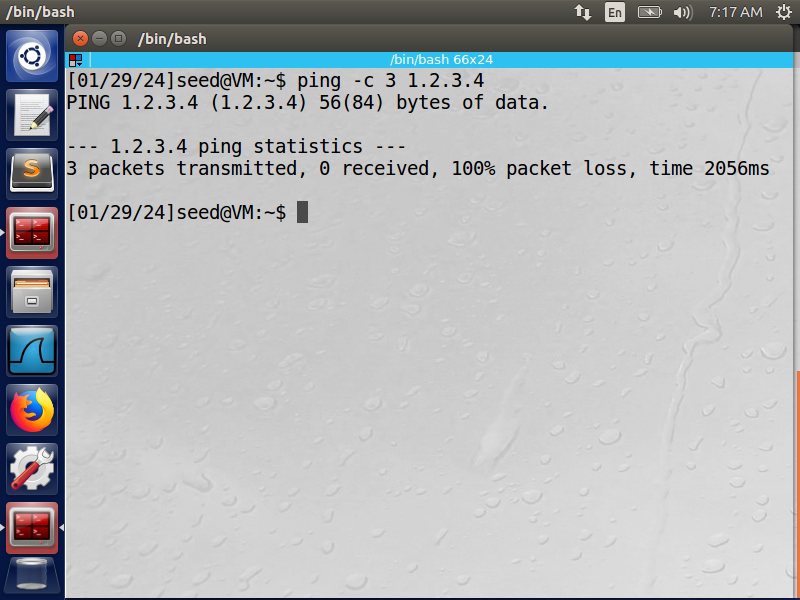 /bin/bash
En
7:17 AM
/bin/bash
/bin/bash 66x24
[01/29/24]seed@VM:~$ ping -c 3 1.2.3.4
PING 1.2.3.4 (1.2.3.4) 56(84) bytes of data.
--- 1.2.3.4 ping statistics ---
3 packets transmitted, 0 received, 100% packet loss, time 2056ms
[01/29/24]seed@VM:~$